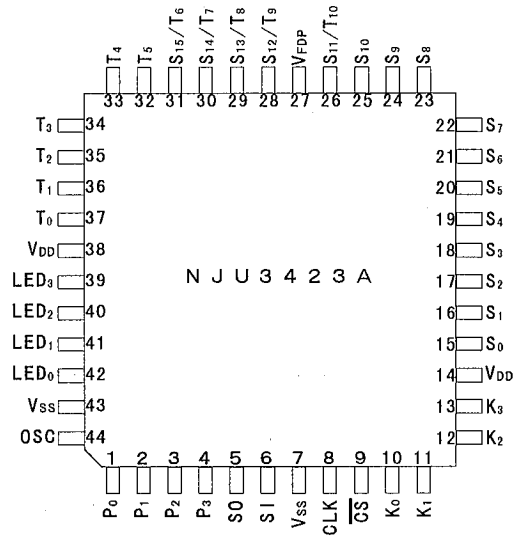 T4 T5 S15/T6 S14/T7 S13/T8 S12/T9 VFDP S11/T10 S10 S9 S8
33 32 31 30 29 28 27 26 25 24 23
T3 34
T2 35
T1 36
T0 37
VDD 38
LED3 39
LED2 40
LED1 41
LED0 42
VSS 43
OSC 44
NJU3423A
22 S7
21 S6
20 S5
19 S4
18 S3
17 S2
16 S1
15 S0
14 VDD
13 K3
12 K2
1 2 3 4 5 6 7 8 9 10 11
P0 P1 P2 P3 SO SI VSS CLK CS K0 K1